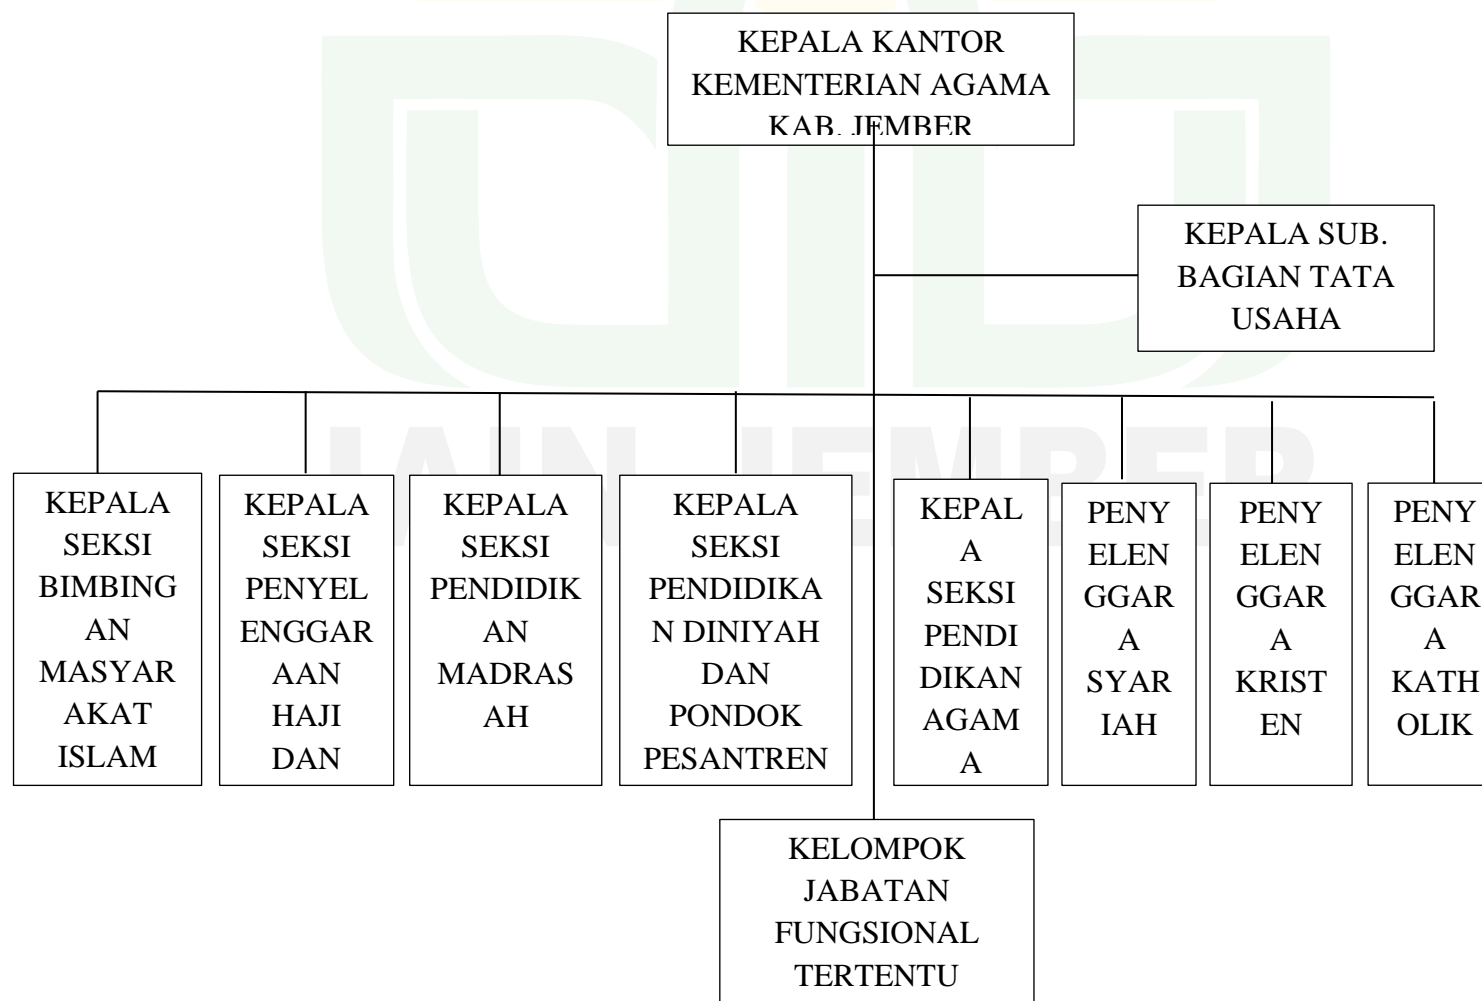 KEPALA KANTOR
KEMENTERIAN AGAMA
KAB. JEMBER
KEPALA SUB.
BAGIAN TATA
USAHA
KEPALA
SEKSI
BIMBING
AN
MASYAR
AKAT
ISLAM
KEPALA
SEKSI
PENYEL
ENGGAR
AAN
HAJI
DAN
KEPALA
SEKSI
PENDIDIK
AN
MADRAS
AH
KEPALA
SEKSI
PENDIDIKA
N DINIYAH
DAN
PONDOK
PESANTREN
KEPAL
A
SEKSI
PENDI
DIKAN
AGAM
A
PENY
ELEN
GGAR
A
SYAR
IAH
PENY
ELEN
GGAR
A
KRIST
EN
PENY
ELEN
GGAR
A
KATH
OLIK
KELOMPOK
JABATAN
FUNGSIONAL
TERTENTU
IAIN JEMBER